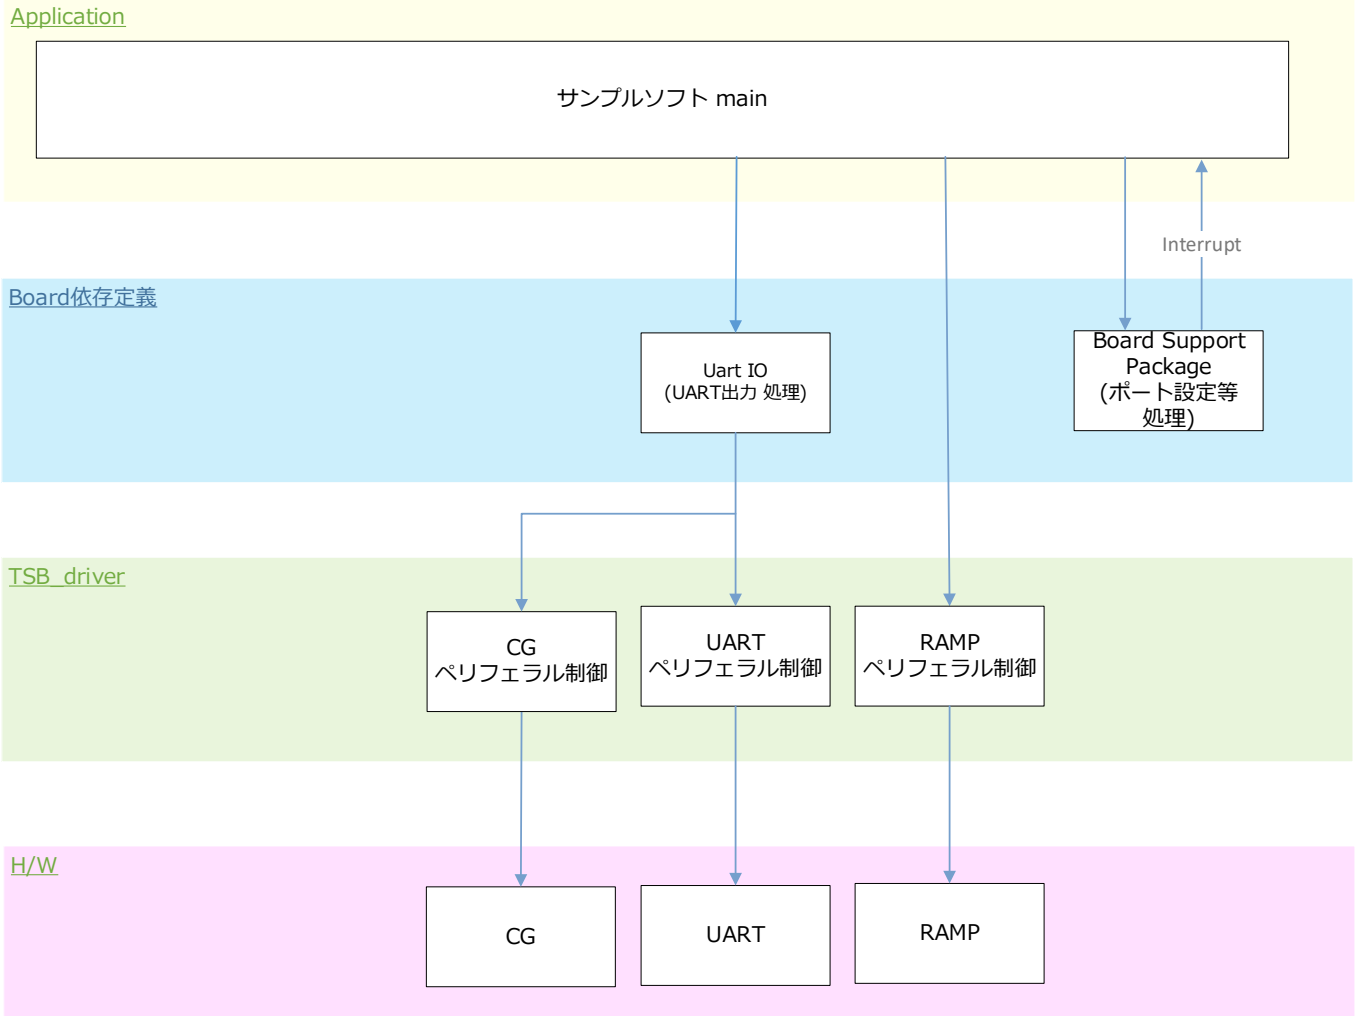 Application
サンプルソフト main
Interrupt
Board依存定義
Uart IO
(UART出力 処理)
Board Support
Package
(ポート設定等
処理)
TSB_driver
CG
ペリフェラル制御
UART
ペリフェラル制御
RAMP
ペリフェラル制御
H/W
CG
UART
RAMP